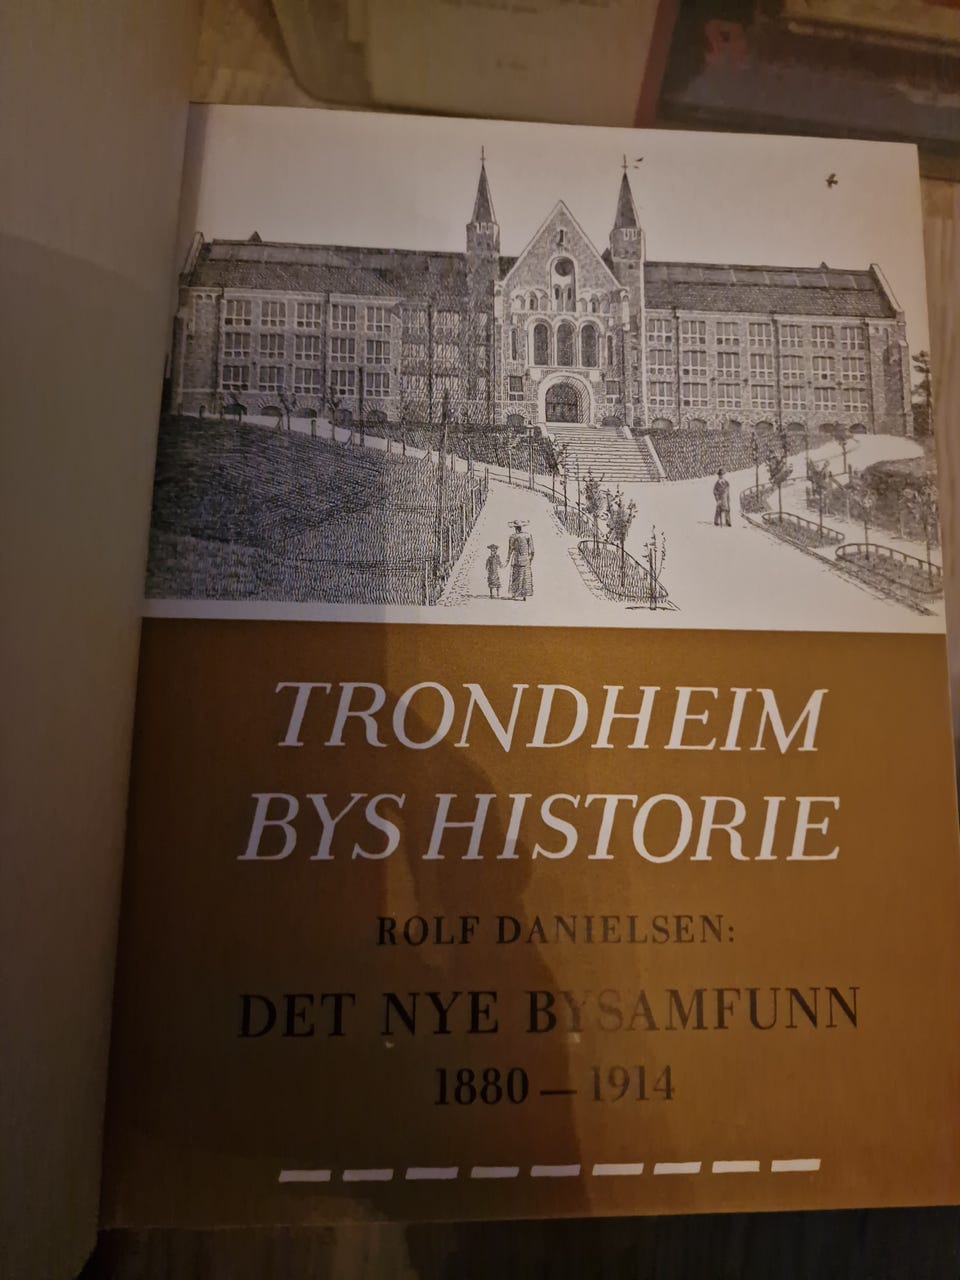 TRONDHEIM
BYS HISTORIE
ROLF DANIELSEN:
DET NYE BYSAMFUNN
1880 — 1914